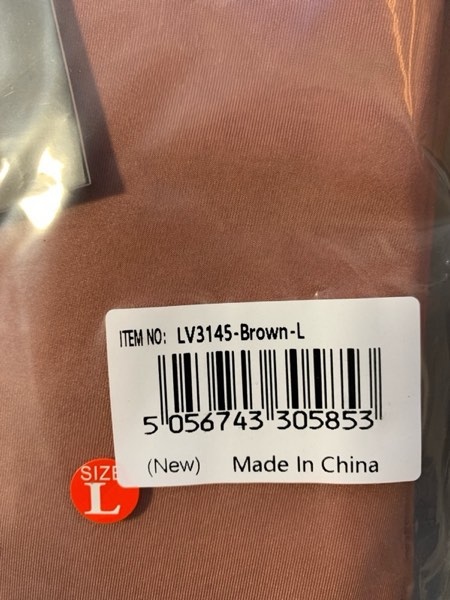 ITEM NO: LV3145-Brown-L
5 056743 305853
(New) Made In China
SIZE
L